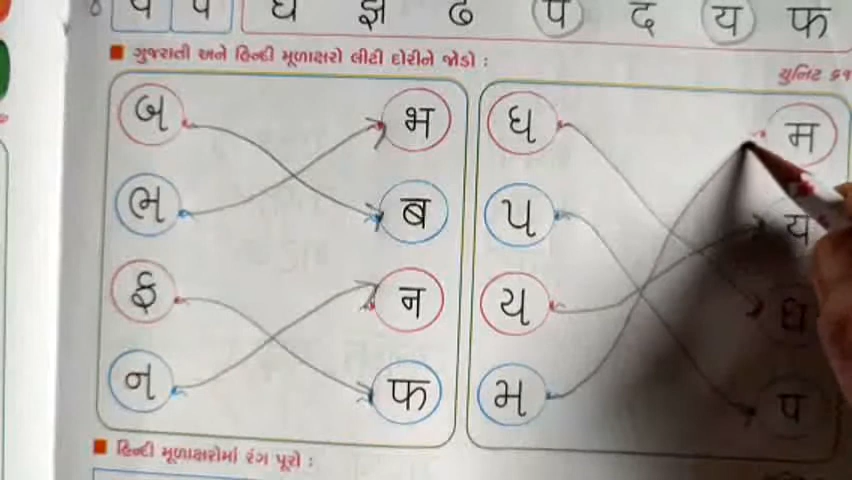 घ झ ढ प द य फ
ગુજરાતી અને હિન્દી મૂળાક્ષરો લીટી દોરીને જોડો :
યુનિટ ૬૧
બ ભ ધ મ
ભ ब પ य
ફ न ય ध
ન फ મ प
હિન્દી મૂળાક્ષરોમાં રંગ પૂરો :